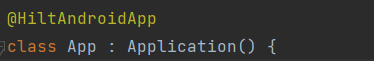 @HiltAndroidApp
class App : Application() {